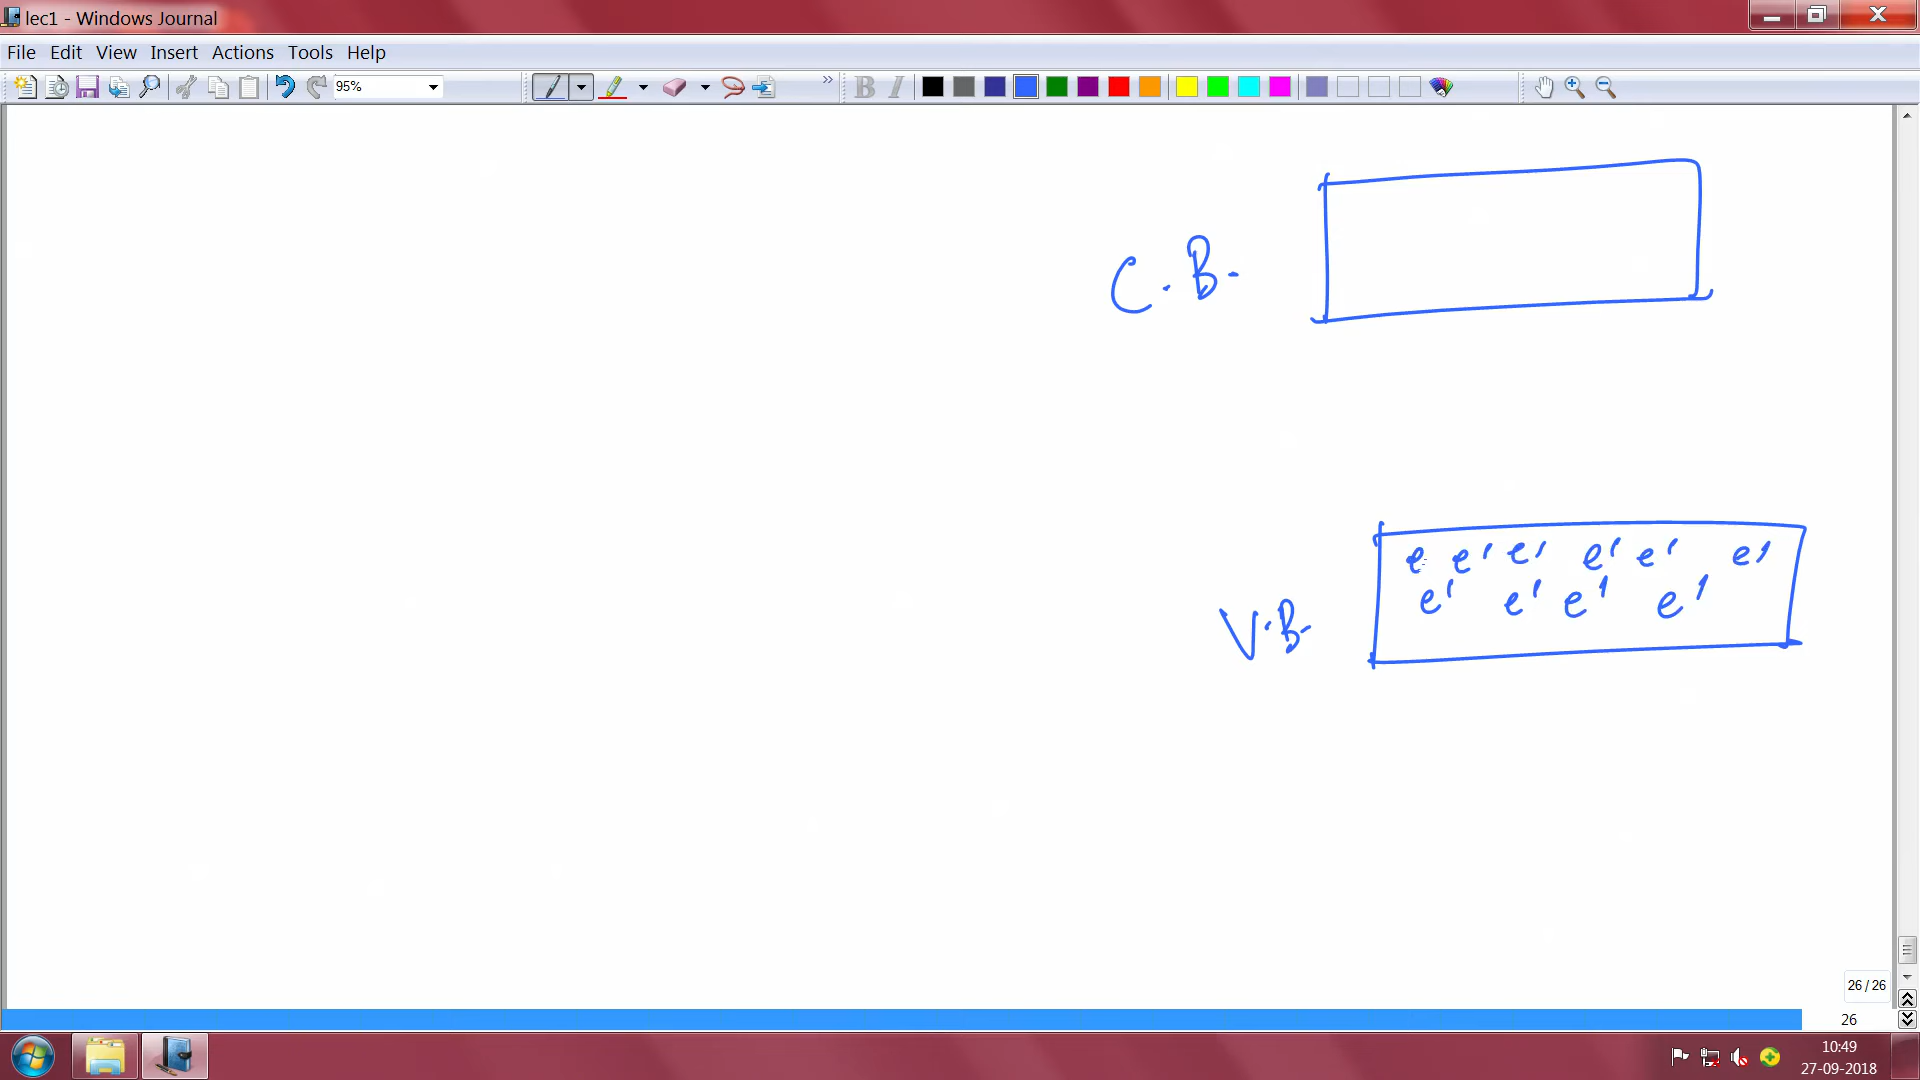 lec1 - Windows Journal
File Edit View Insert Actions Tools Help
95% B I
C.B.
e e' e' e' e' e'
e' e' e' e'
V.B.
26 / 26
26
10:49
27-09-2018